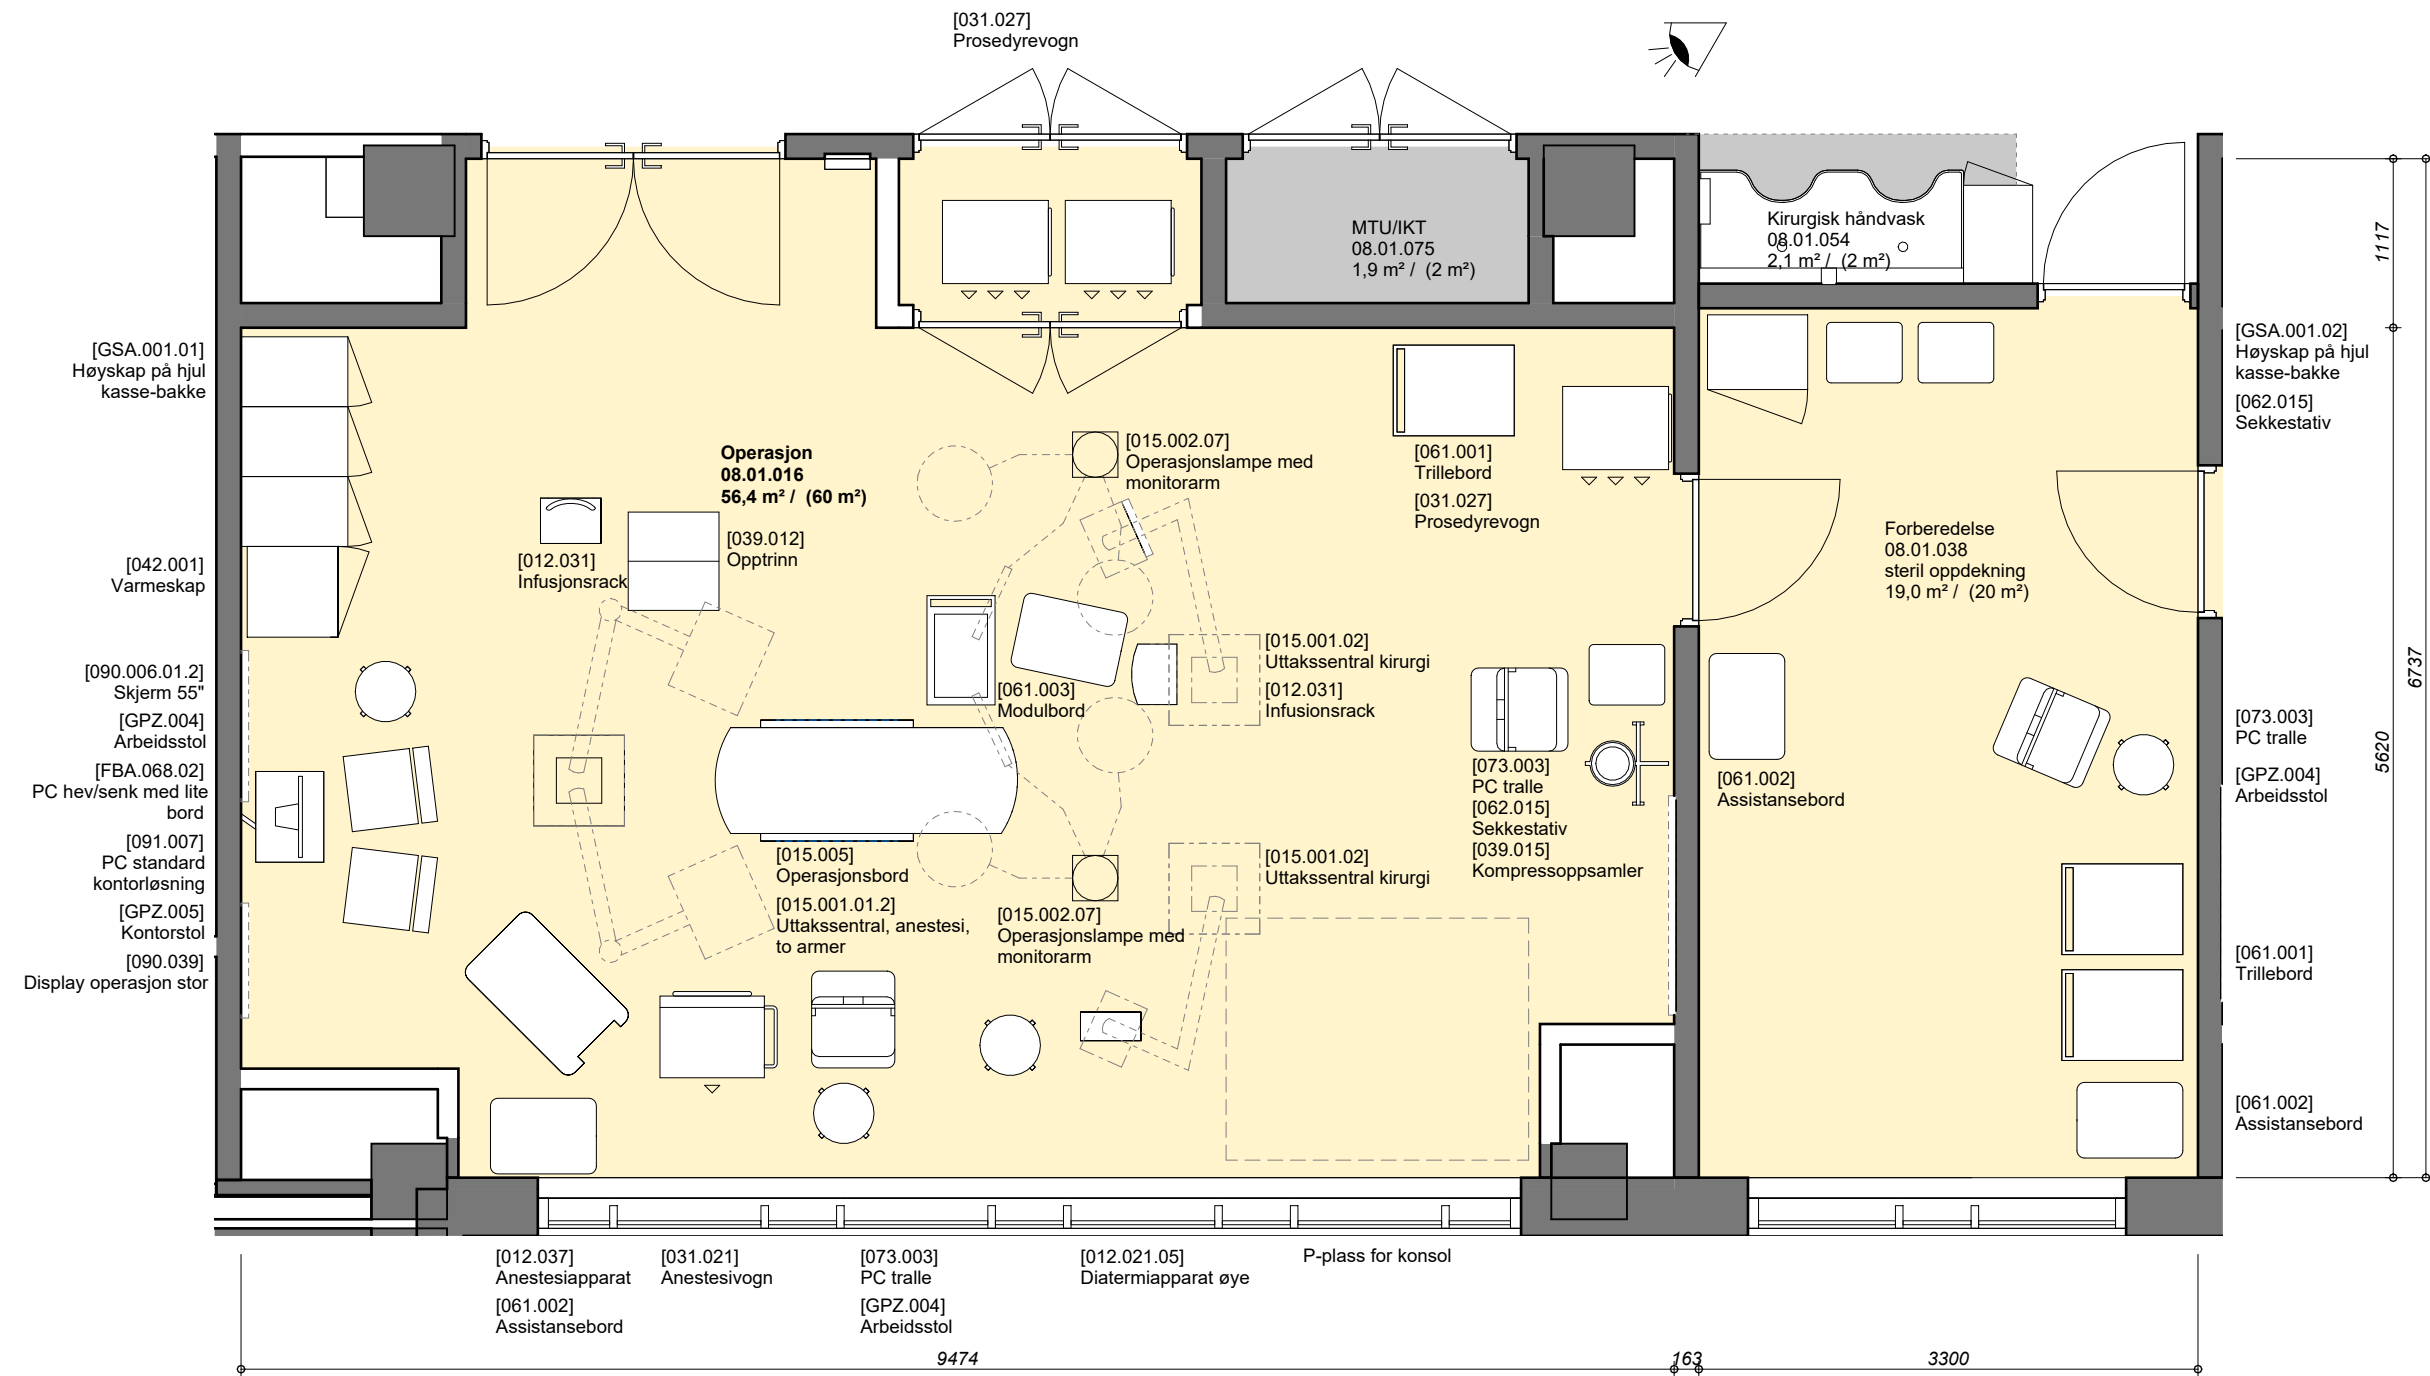 [031.027]
Prosedyrevogn
MTU/IKT
08.01.075
1,9 m² / (2 m²)
Kirurgisk håndvask
08.01.054
2,1 m² / (2 m²)
1117
[GSA.001.01]
Høyskap på hjul
kasse-bakke
[042.001]
Varmeskap
[090.006.01.2]
Skjerm 55"
[GPZ.004]
Arbeidsstol
[FBA.068.02]
PC hev/senk med lite
bord
[091.007]
PC standard
kontorløsning
[GPZ.005]
Kontorstol
[090.039]
Display operasjon stor
Operasjon
08.01.016
56,4 m² / (60 m²)
[012.031]
Infusjonsrack
[039.012]
Opptrinn
[015.002.07]
Operasjonslampe med
monitorarm
[061.001]
Trillebord
[031.027]
Prosedyrevogn
[015.001.02]
Uttakssentral kirurgi
[012.031]
Infusionsrack
[061.003]
Modulbord
[073.003]
PC tralle
[062.015]
Sekkestativ
[039.015]
Kompressoppsamler
[015.005]
Operasjonsbord
[015.001.01.2]
Uttakssentral, anestesi,
to armer
[015.001.02]
Uttakssentral kirurgi
[015.002.07]
Operasjonslampe med
monitorarm
Forberedelse
08.01.038
steril oppdekning
19,0 m² / (20 m²)
[061.002]
Assistansebord
[GSA.001.02]
Høyskap på hjul
kasse-bakke
[062.015]
Sekkestativ
[073.003]
PC tralle
[GPZ.004]
Arbeidsstol
[061.001]
Trillebord
[061.002]
Assistansebord
5620
6737
[012.037]
Anestesiapparat
[061.002]
Assistansebord
[031.021]
Anestesivogn
[073.003]
PC tralle
[GPZ.004]
Arbeidsstol
[012.021.05]
Diatermiapparat øye
P-plass for konsol
9474
163
3300